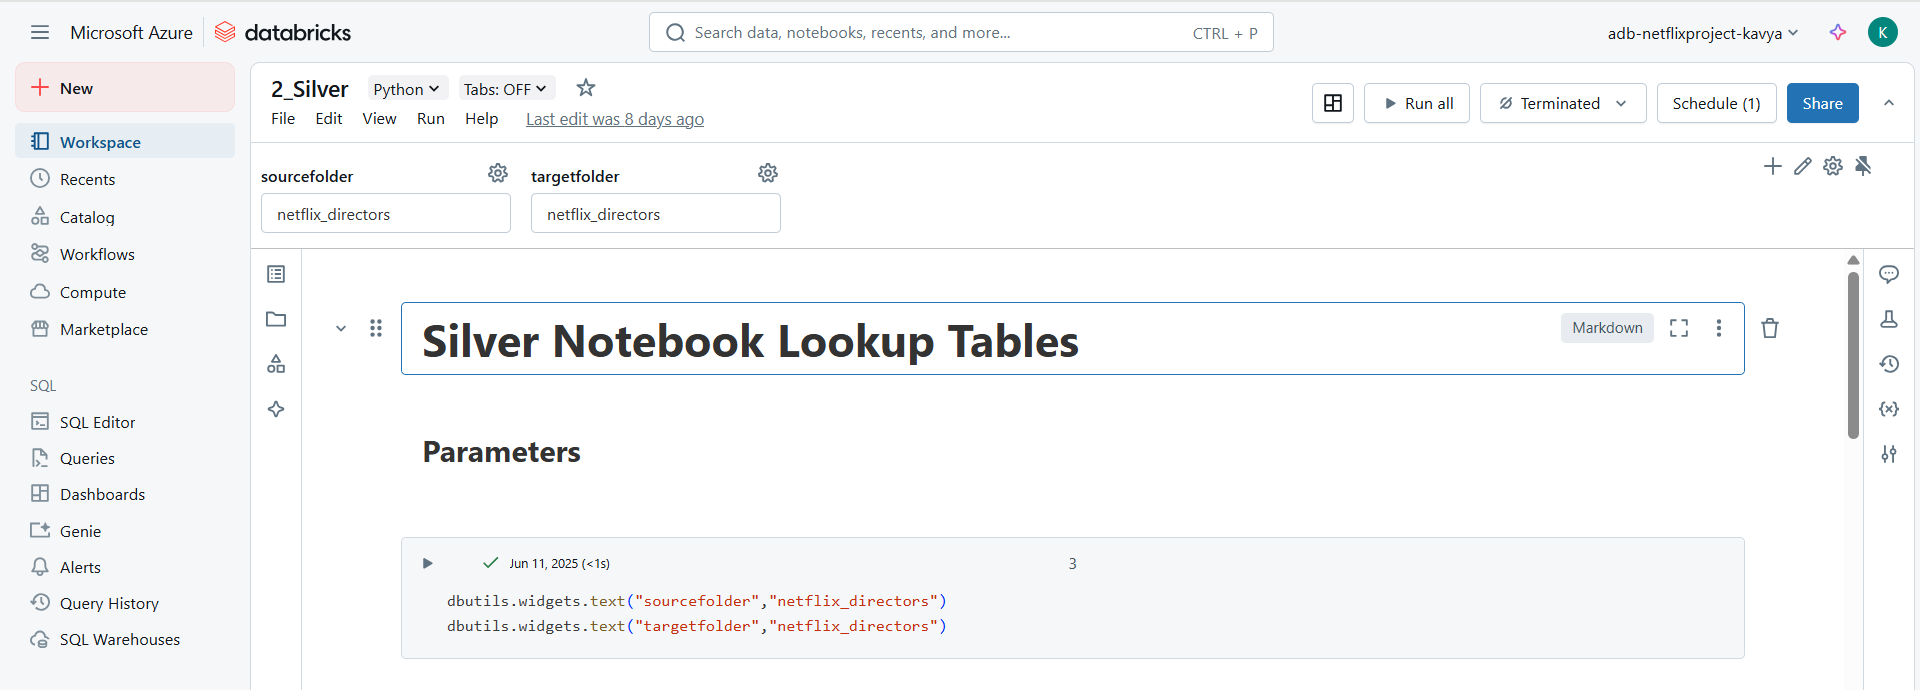 Microsoft Azure databricks
Search data, notebooks, recents, and more... CTRL + P
adb-netflixproject-kavya
K
New
Workspace
Recents
Catalog
Workflows
Compute
Marketplace
SQL
SQL Editor
Queries
Dashboards
Genie
Alerts
Query History
SQL Warehouses
2_Silver Python Tabs: OFF
File Edit View Run Help Last edit was 8 days ago
Run all Terminated Schedule (1) Share
sourcefolder targetfolder
netflix_directors netflix_directors
Silver Notebook Lookup Tables
Markdown
Parameters
Jun 11, 2025 (<1s) 3
dbutils.widgets.text("sourcefolder","netflix_directors")
dbutils.widgets.text("targetfolder","netflix_directors")